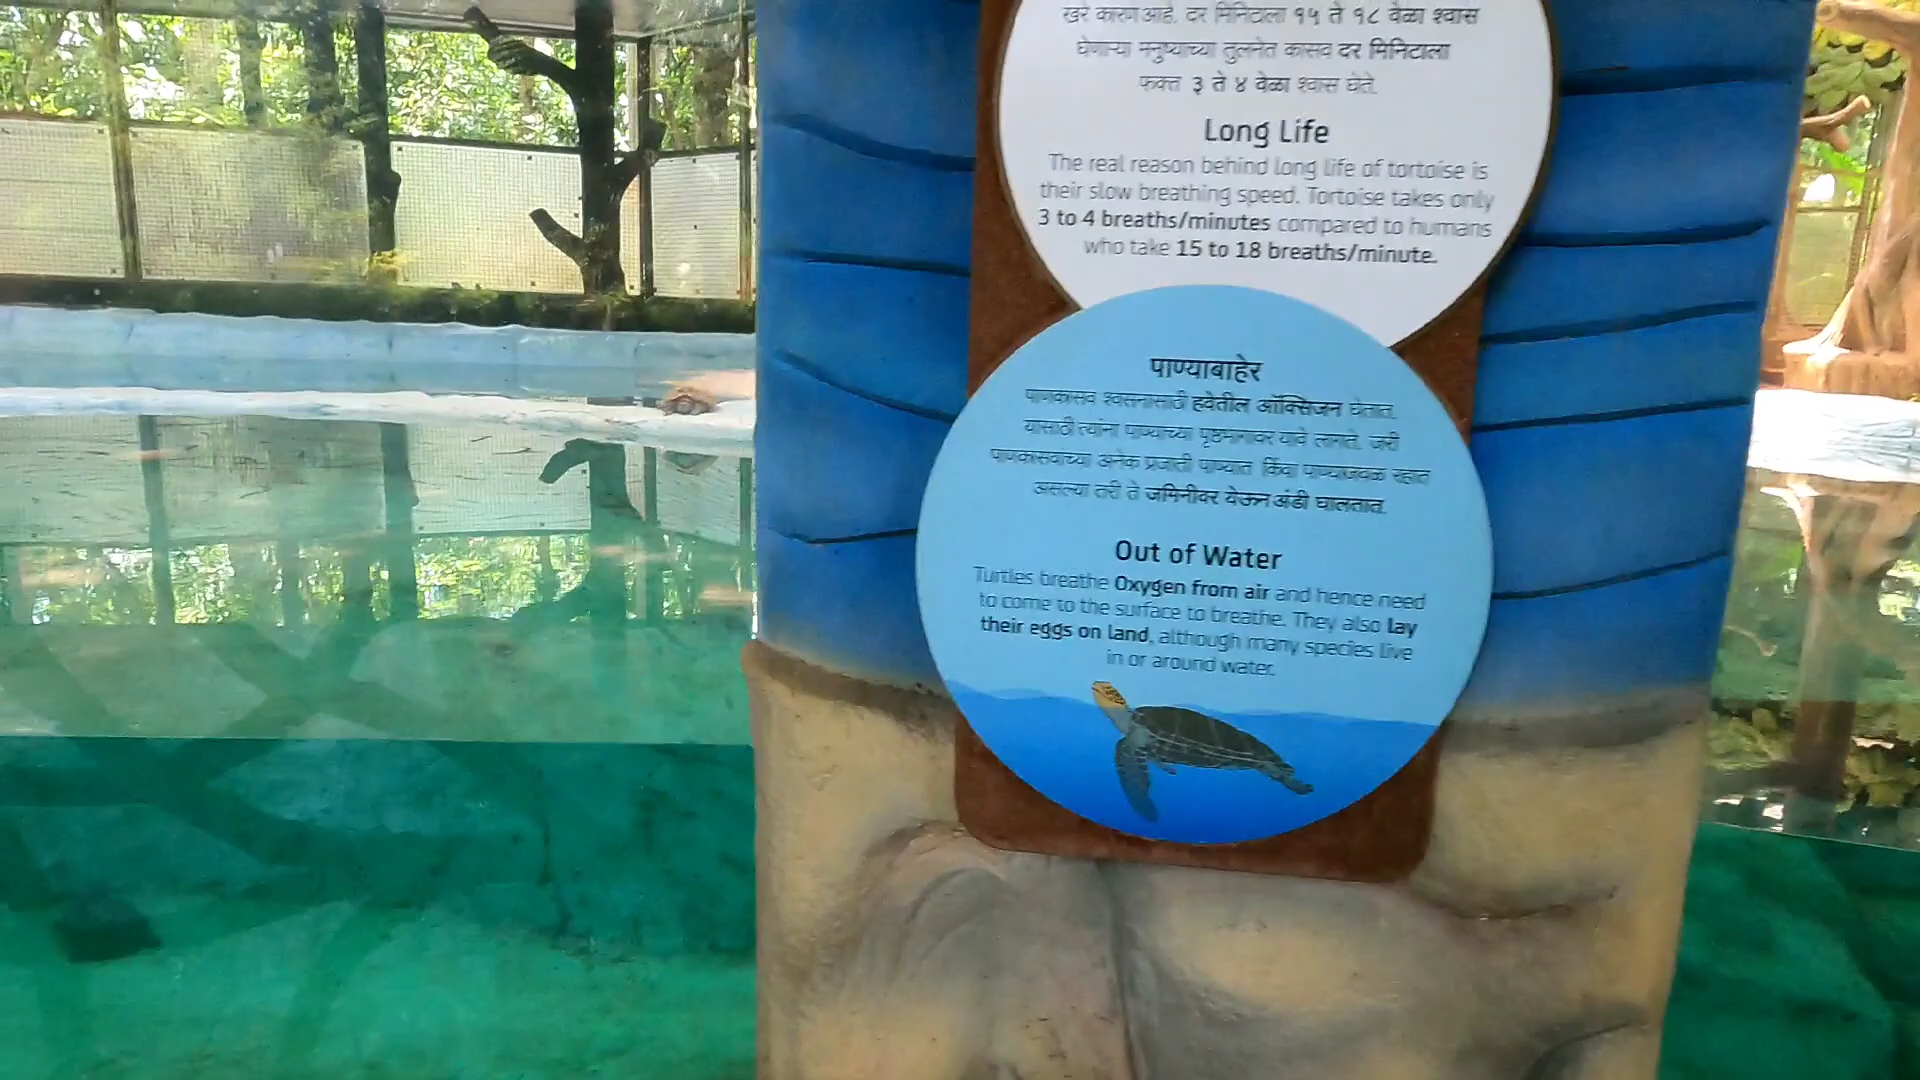 खरे कारण आहे. दर मिनिटाला १५ ते १८ वेळा श्वास
घेणाऱ्या मनुष्याच्या तुलनेत कासव दर मिनिटाला
फक्त ३ ते ४ वेळा श्वास घेते.
Long Life
The real reason behind long life of tortoise is
their slow breathing speed. Tortoise takes only
3 to 4 breaths/minutes compared to humans
who take 15 to 18 breaths/minute.
पाण्याबाहेर
पाणकासव श्वसनासाठी हवेतील ऑक्सिजन घेतात.
यासाठी त्यांना पाण्याच्या पृष्ठभागावर यावे लागते. जरी
पाणकासवांच्या अनेक प्रजाती पाण्यात किंवा पाण्याजवळ राहात
असल्या तरी ते जमिनीवर येऊन अंडी घालतात.
Out of Water
Turtles breathe Oxygen from air and hence need
to come to the surface to breathe. They also lay
their eggs on land, although many species live
in or around water.